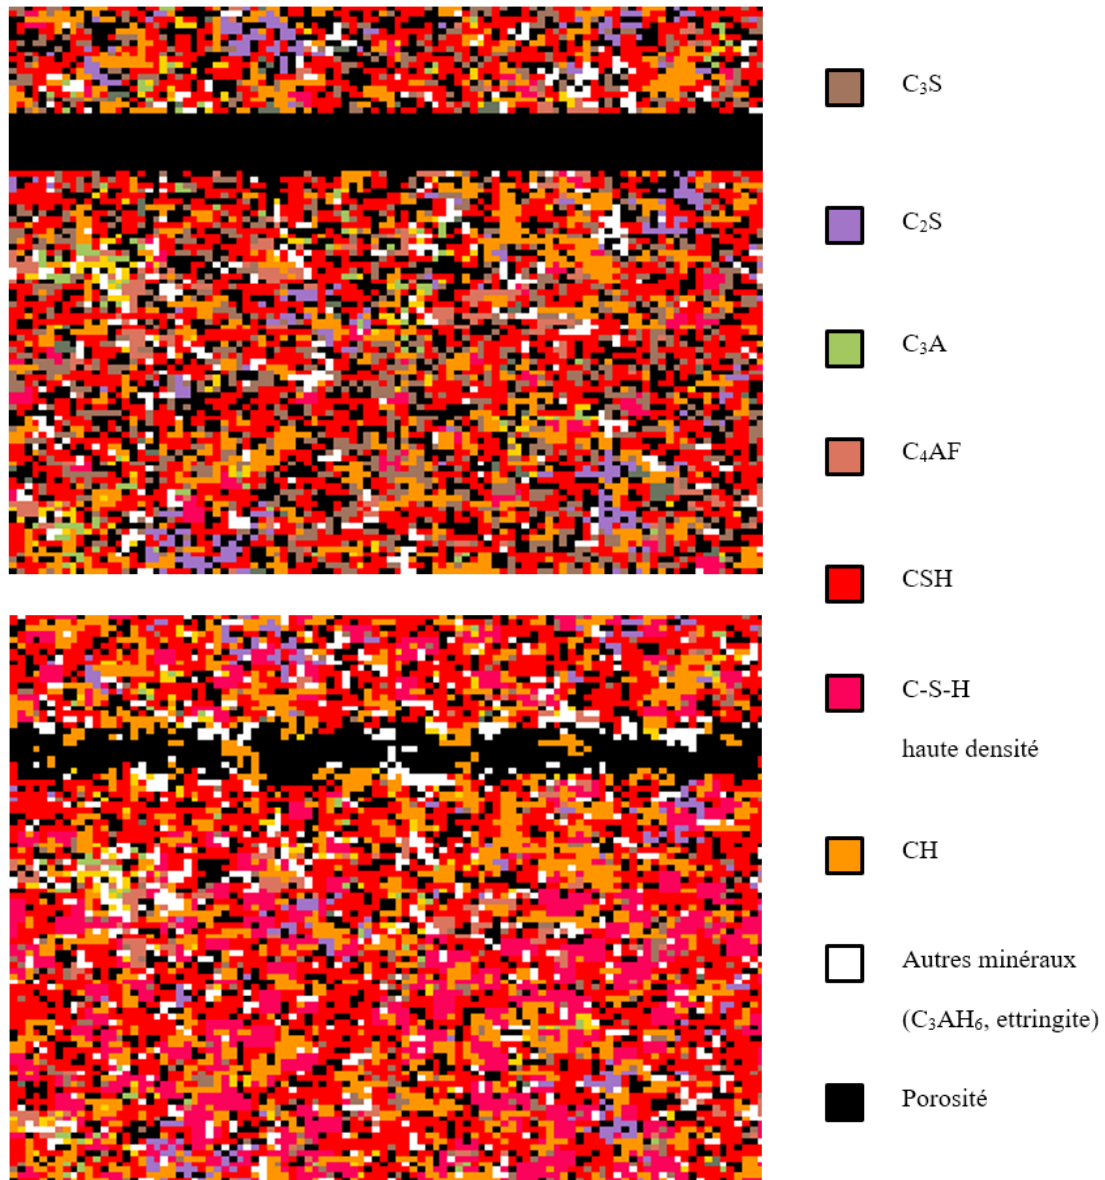 C₃S
C₂S
C₃A
C₄AF
CSH
C-S-H
haute densité
CH
Autres minéraux
(C₃AH₆, ettringite)
Porosité